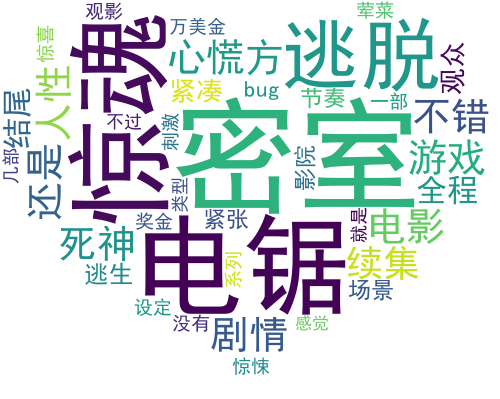 观影
万美金
荤菜
惊喜
惊魂
心慌方
逃脱
观众
人性
结尾
几部
紧凑
bug
节奏
一部
不错
不过
刺激
密室
还是
类型
影院
游戏
全程
奖金
紧张
就是
电影
死神
电锯
续集
逃生
系列
场景
设定
没有
剧情
感觉
惊悚